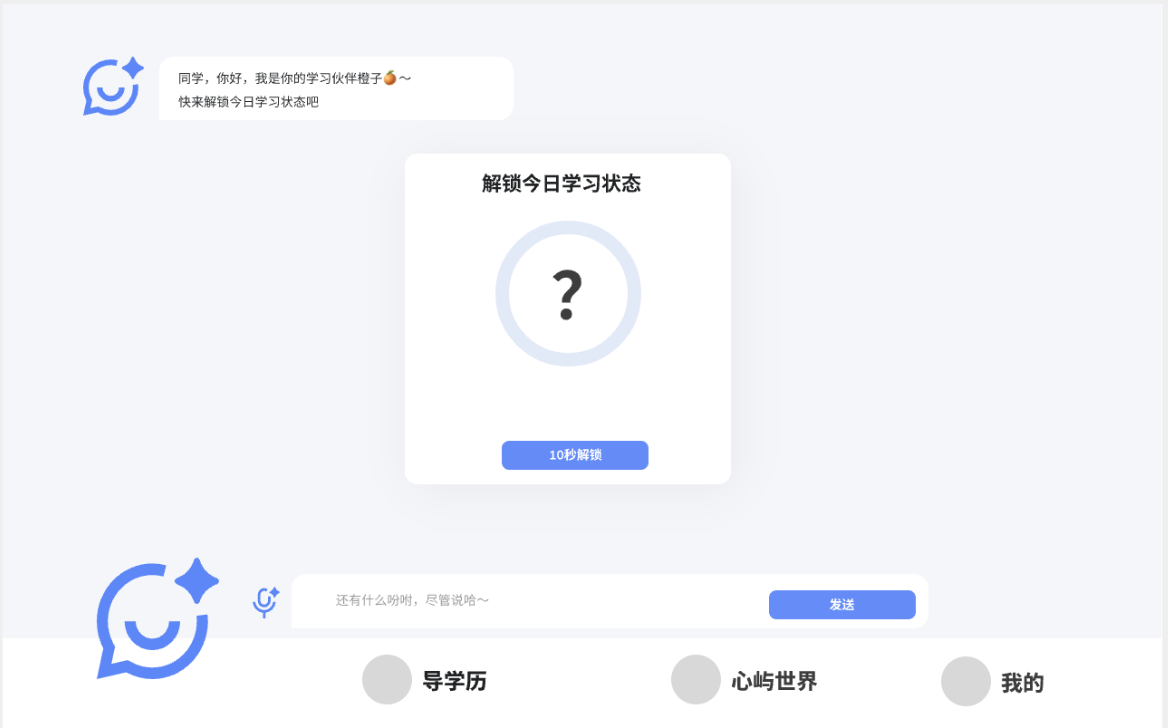 同学，你好，我是你的学习伙伴橙子🍊～
快来解锁今日学习状态吧
解锁今日学习状态
?
10秒解锁
还有什么吩咐，尽管说哈～
发送
导学历
心屿世界
我的